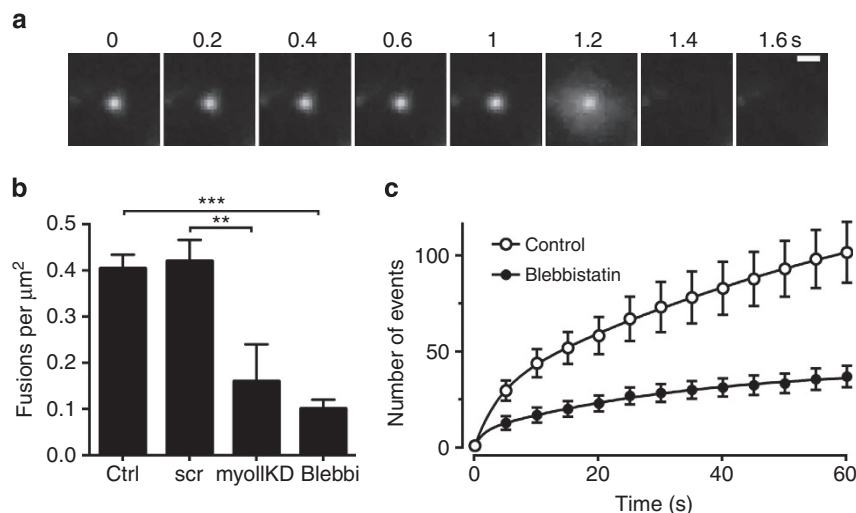 a
0 0.2 0.4 0.6 1 1.2 1.4 1.6 s
b
***
**
0.5
0.4
0.3
0.2
0.1
0.0
Fusions per μm²
Ctrl scr myoIIKD Blebbi
c
Control
Blebbistatin
100
50
0
Number of events
0 20 40 60
Time (s)